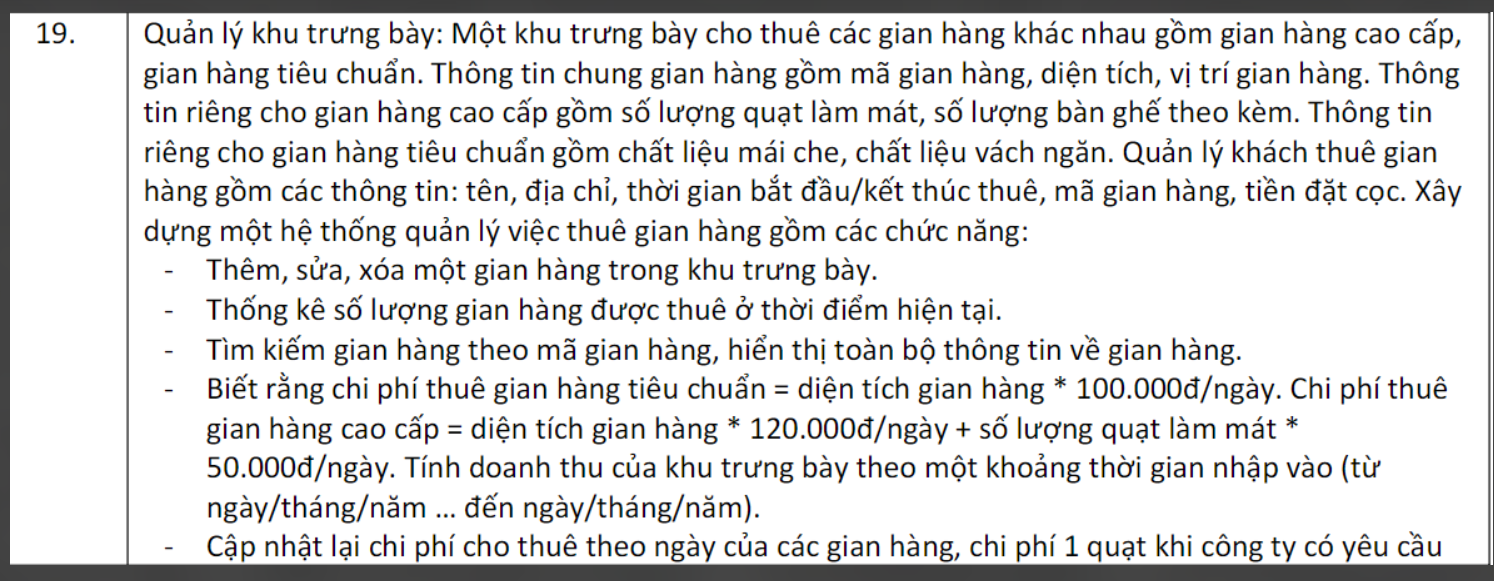 19.
Quản lý khu trưng bày: Một khu trưng bày cho thuê các gian hàng khác nhau gồm gian hàng cao cấp,
gian hàng tiêu chuẩn. Thông tin chung gian hàng gồm mã gian hàng, diện tích, vị trí gian hàng. Thông
tin riêng cho gian hàng cao cấp gồm số lượng quạt làm mát, số lượng bàn ghế theo kèm. Thông tin
riêng cho gian hàng tiêu chuẩn gồm chất liệu mái che, chất liệu vách ngăn. Quản lý khách thuê gian
hàng gồm các thông tin: tên, địa chỉ, thời gian bắt đầu/kết thúc thuê, mã gian hàng, tiền đặt cọc. Xây
dựng một hệ thống quản lý việc thuê gian hàng gồm các chức năng:
- Thêm, sửa, xóa một gian hàng trong khu trưng bày.
- Thống kê số lượng gian hàng được thuê ở thời điểm hiện tại.
- Tìm kiếm gian hàng theo mã gian hàng, hiển thị toàn bộ thông tin về gian hàng.
- Biết rằng chi phí thuê gian hàng tiêu chuẩn = diện tích gian hàng * 100.000đ/ngày. Chi phí thuê
gian hàng cao cấp = diện tích gian hàng * 120.000đ/ngày + số lượng quạt làm mát *
50.000đ/ngày. Tính doanh thu của khu trưng bày theo một khoảng thời gian nhập vào (từ
ngày/tháng/năm ... đến ngày/tháng/năm).
- Cập nhật lại chi phí cho thuê theo ngày của các gian hàng, chi phí 1 quạt khi công ty có yêu cầu